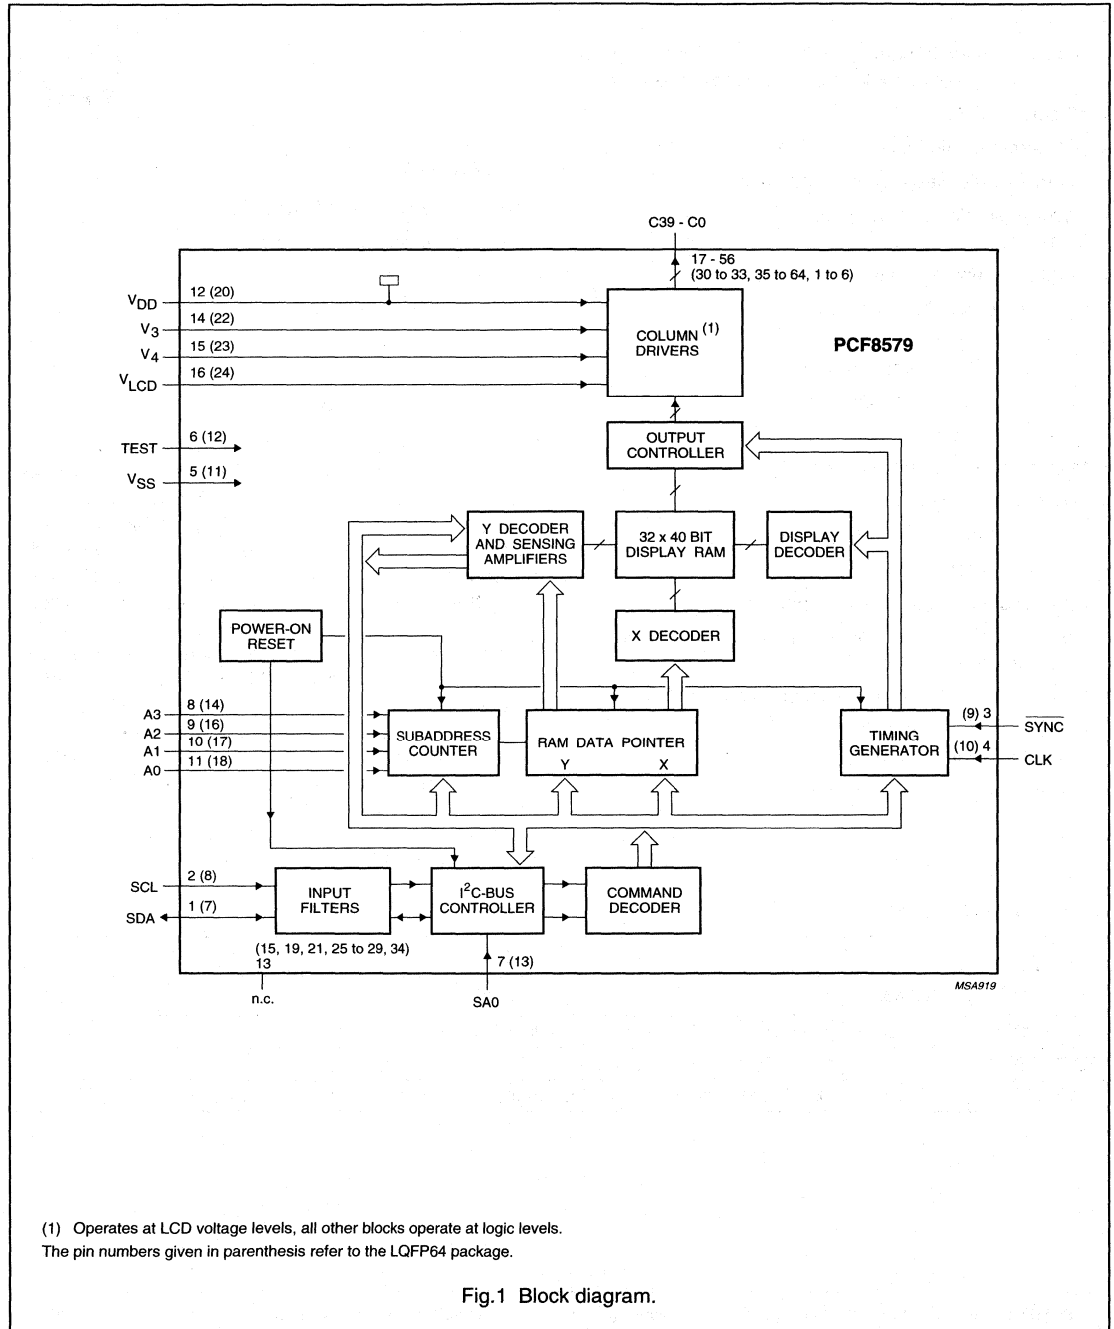 C39 - C0
17 - 56
(30 to 33, 35 to 64, 1 to 6)
VDD 12 (20)
V3 14 (22)
V4 15 (23)
VLCD 16 (24)
COLUMN (1)
DRIVERS
PCF8579
TEST 6 (12)
VSS 5 (11)
OUTPUT
CONTROLLER
Y DECODER
AND SENSING
AMPLIFIERS
32 x 40 BIT
DISPLAY RAM
DISPLAY
DECODER
POWER-ON
RESET
X DECODER
A3 8 (14)
A2 9 (16)
A1 10 (17)
A0 11 (18)
SUBADDRESS
COUNTER
RAM DATA POINTER
Y X
TIMING
GENERATOR
(9) 3 SYNC
(10) 4 CLK
SCL 2 (8)
SDA 1 (7)
INPUT
FILTERS
I2C-BUS
CONTROLLER
COMMAND
DECODER
(15, 19, 21, 25 to 29, 34)
13
n.c.
7 (13)
SA0
MSA919
(1) Operates at LCD voltage levels, all other blocks operate at logic levels.
The pin numbers given in parenthesis refer to the LQFP64 package.
Fig.1 Block diagram.